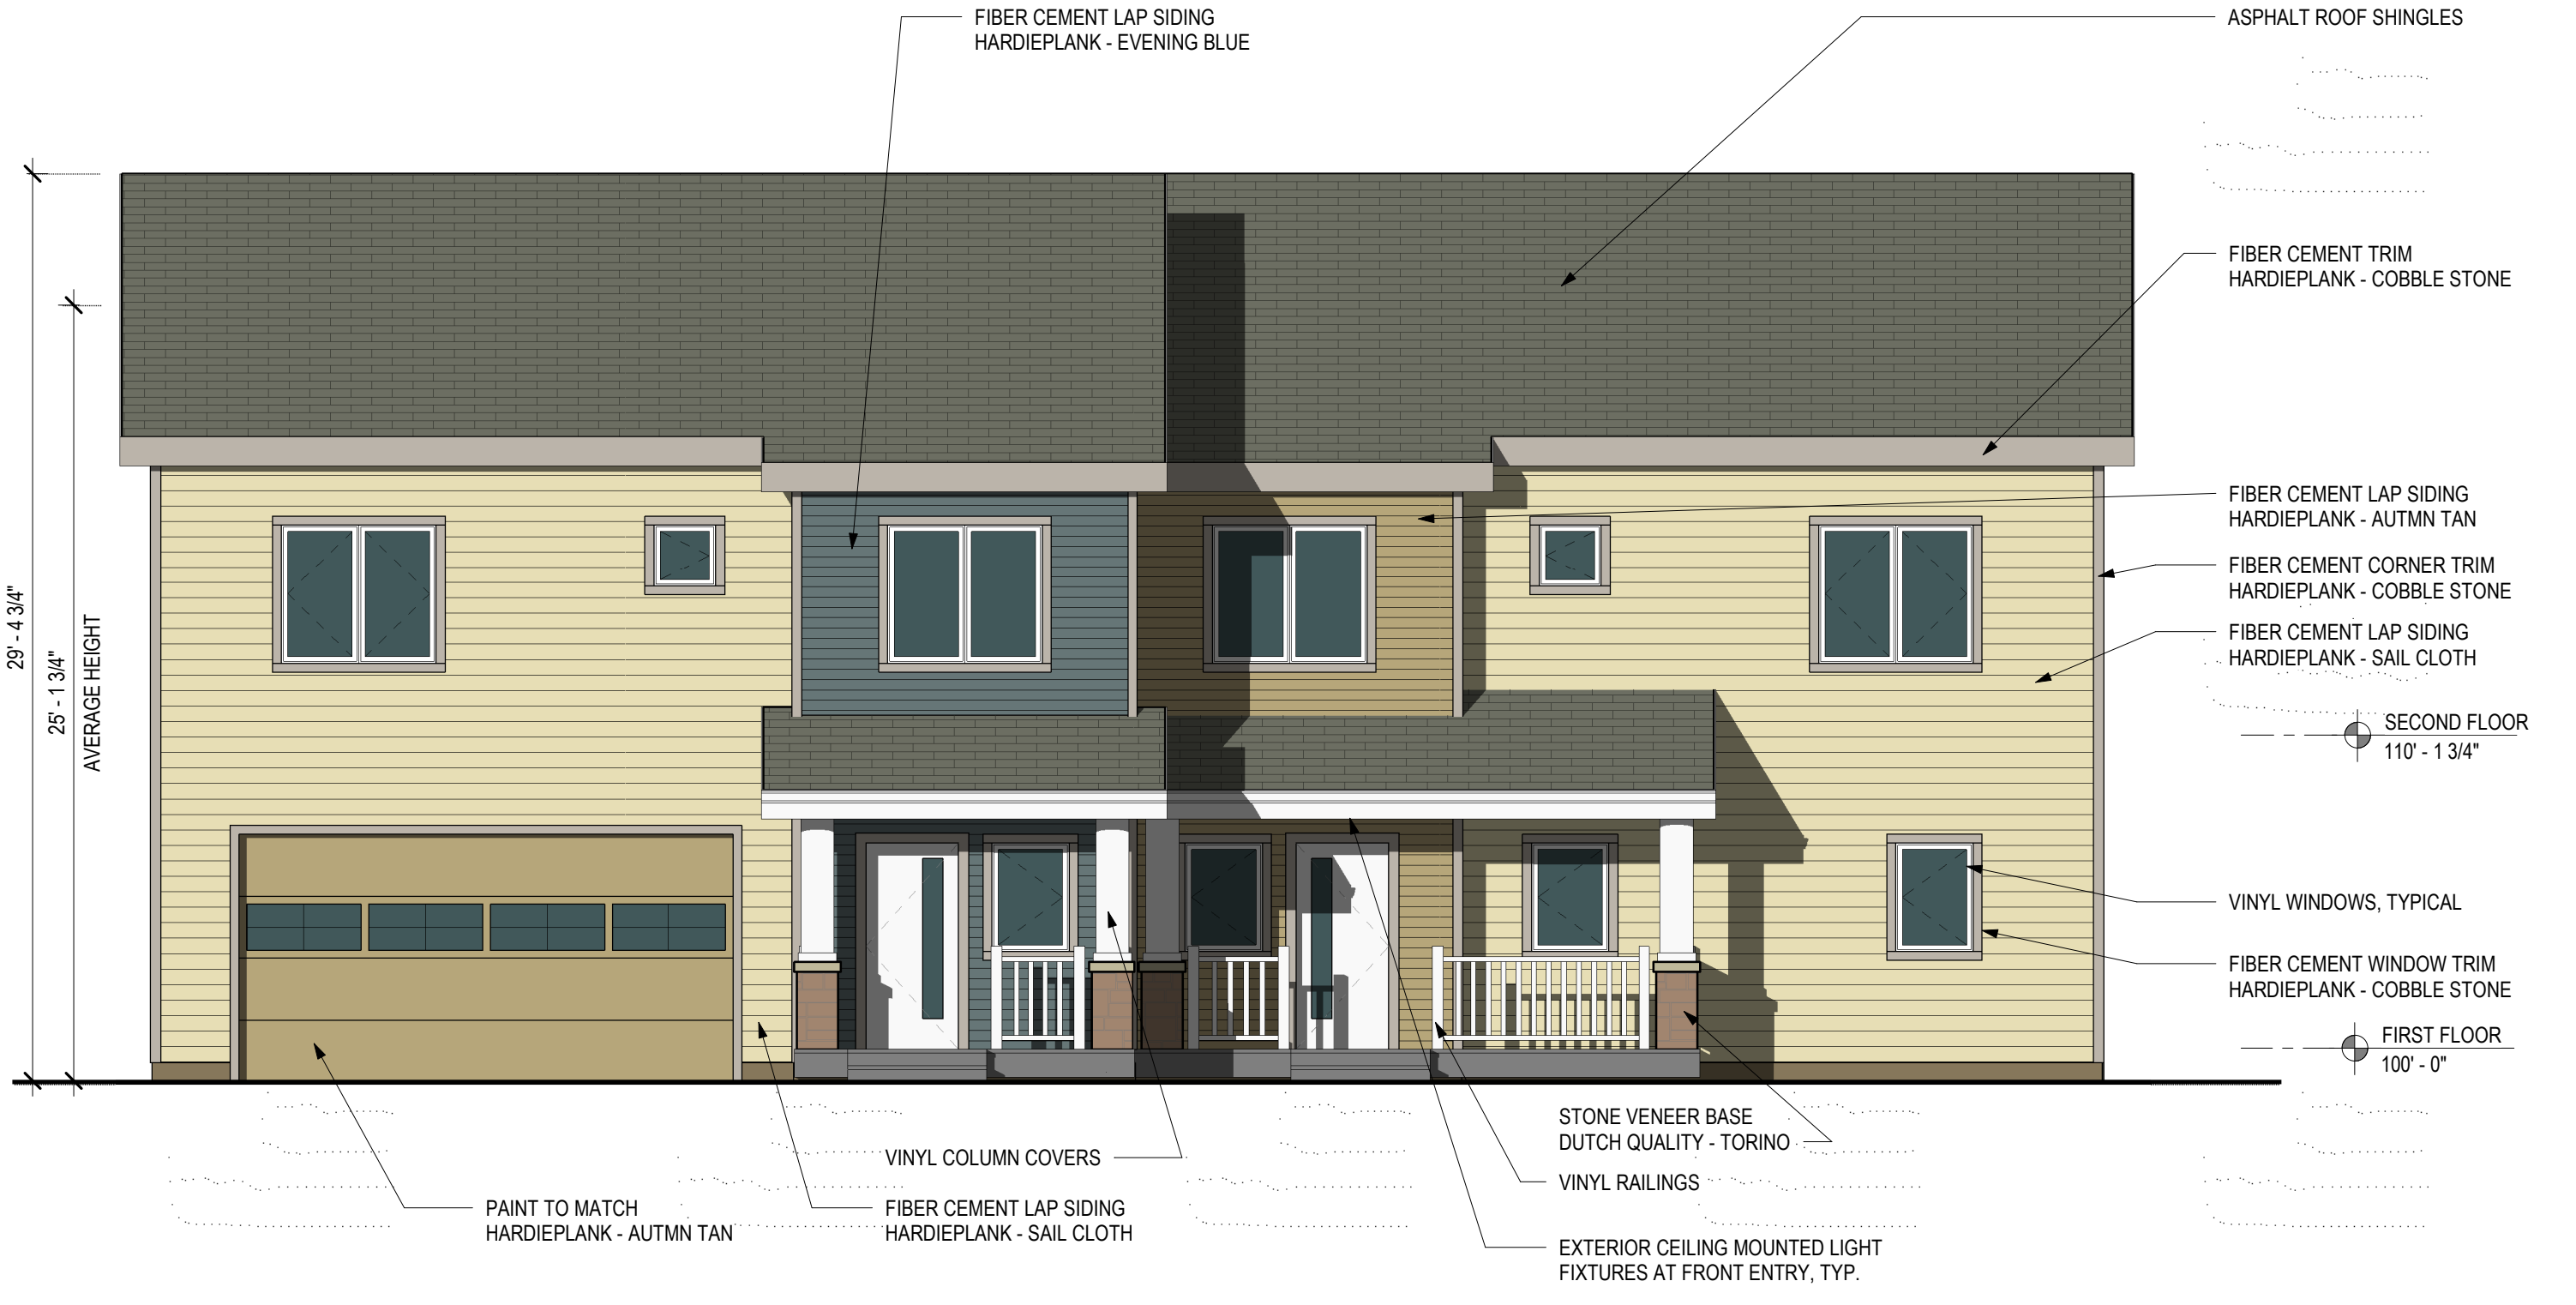 FIBER CEMENT LAP SIDING
HARDIEPLANK - EVENING BLUE
ASPHALT ROOF SHINGLES
FIBER CEMENT TRIM
HARDIEPLANK - COBBLE STONE
FIBER CEMENT LAP SIDING
HARDIEPLANK - AUTMN TAN
FIBER CEMENT CORNER TRIM
HARDIEPLANK - COBBLE STONE
FIBER CEMENT LAP SIDING
HARDIEPLANK - SAIL CLOTH
29' - 4 3/4"
25' - 1 3/4"
AVERAGE HEIGHT
SECOND FLOOR
110' - 1 3/4"
VINYL WINDOWS, TYPICAL
FIBER CEMENT WINDOW TRIM
HARDIEPLANK - COBBLE STONE
FIRST FLOOR
100' - 0"
STONE VENEER BASE
DUTCH QUALITY - TORINO
VINYL COLUMN COVERS
VINYL RAILINGS
PAINT TO MATCH
HARDIEPLANK - AUTMN TAN
FIBER CEMENT LAP SIDING
HARDIEPLANK - SAIL CLOTH
EXTERIOR CEILING MOUNTED LIGHT
FIXTURES AT FRONT ENTRY, TYP.